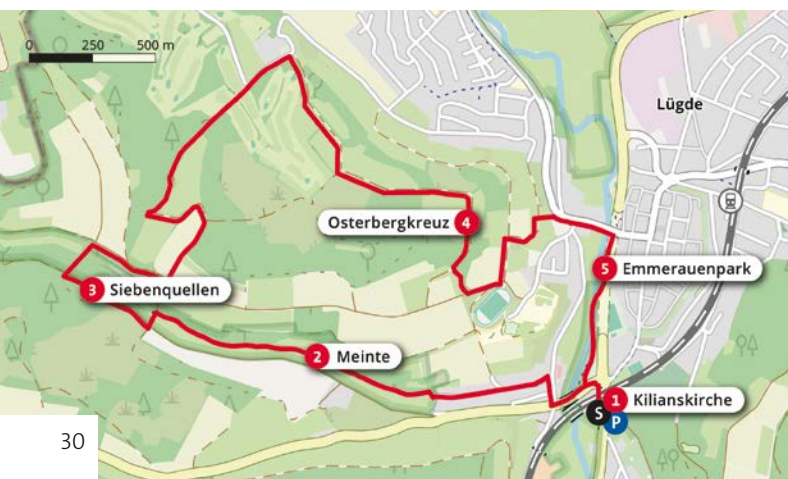 0 250 500 m
Lügde
Osterbergkreuz 4
5 Emmerauenpark
3 Siebenquellen
2 Meinte
1 Kilianskirche
S
P
30